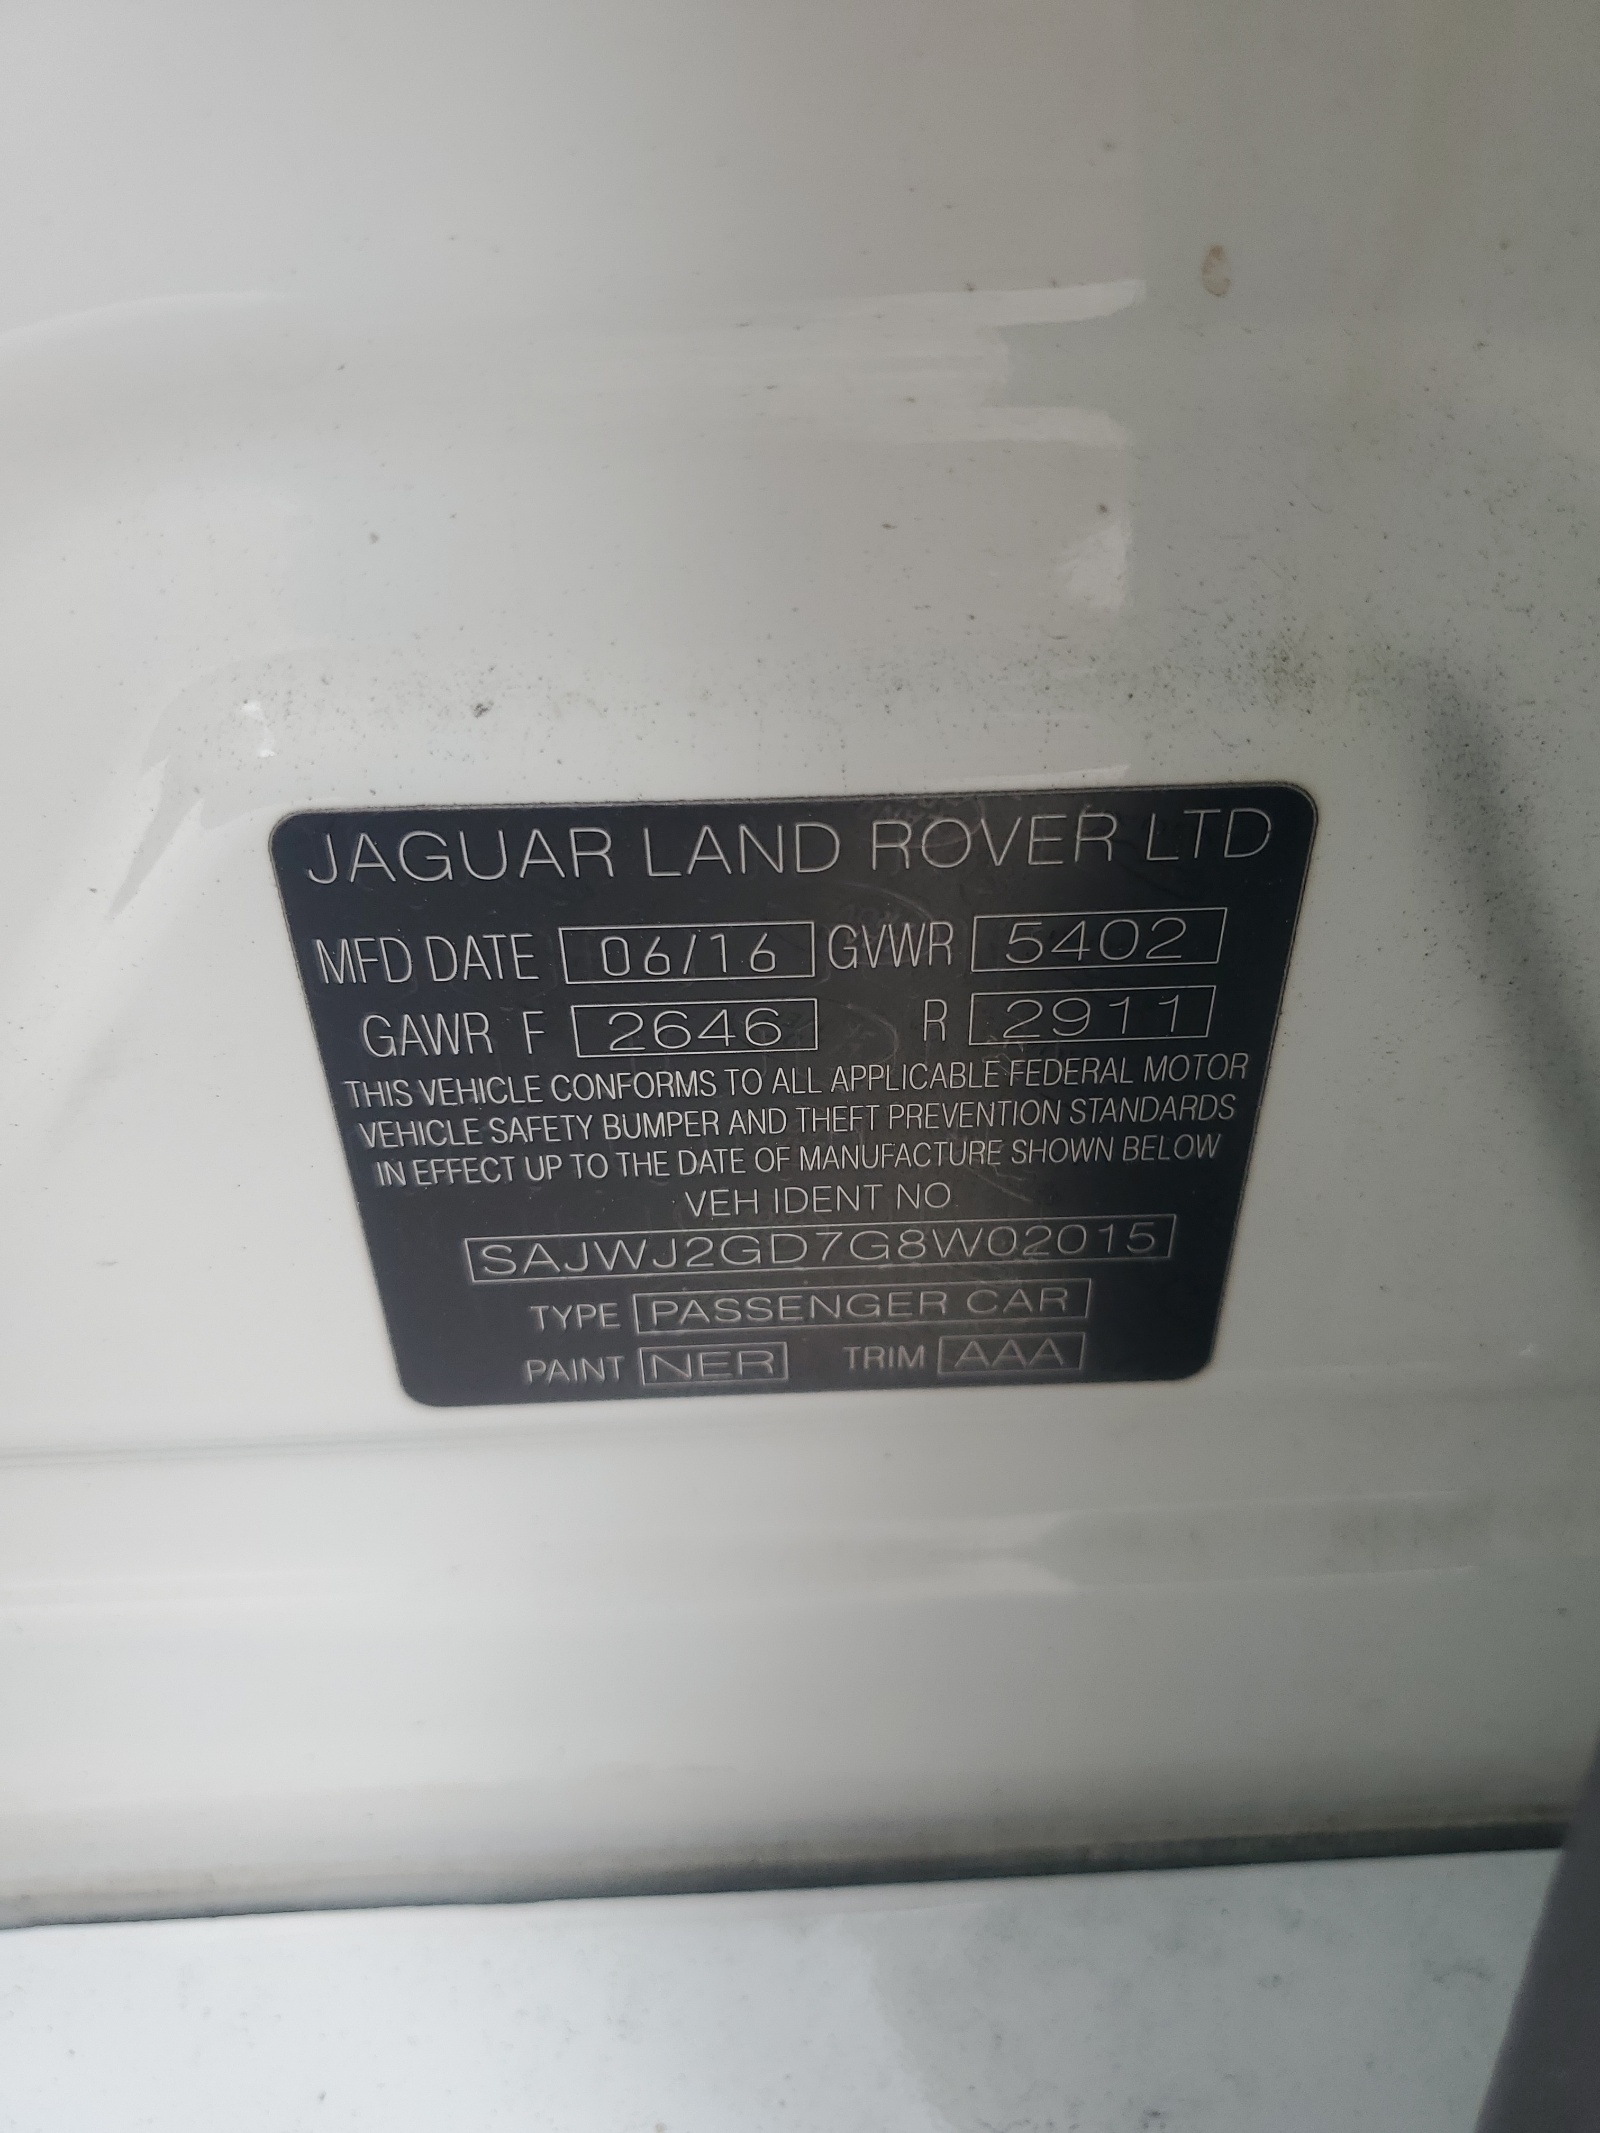 JAGUAR LAND ROVER LTD
MFD DATE 06/16 GVWR 5402
GAWR F 2646 R 2911
THIS VEHICLE CONFORMS TO ALL APPLICABLE FEDERAL MOTOR
VEHICLE SAFETY BUMPER AND THEFT PREVENTION STANDARDS
IN EFFECT UP TO THE DATE OF MANUFACTURE SHOWN BELOW
VEH IDENT NO
SAJWJ2GD7G8W02015
TYPE PASSENGER CAR
PAINT NER TRIM AAA